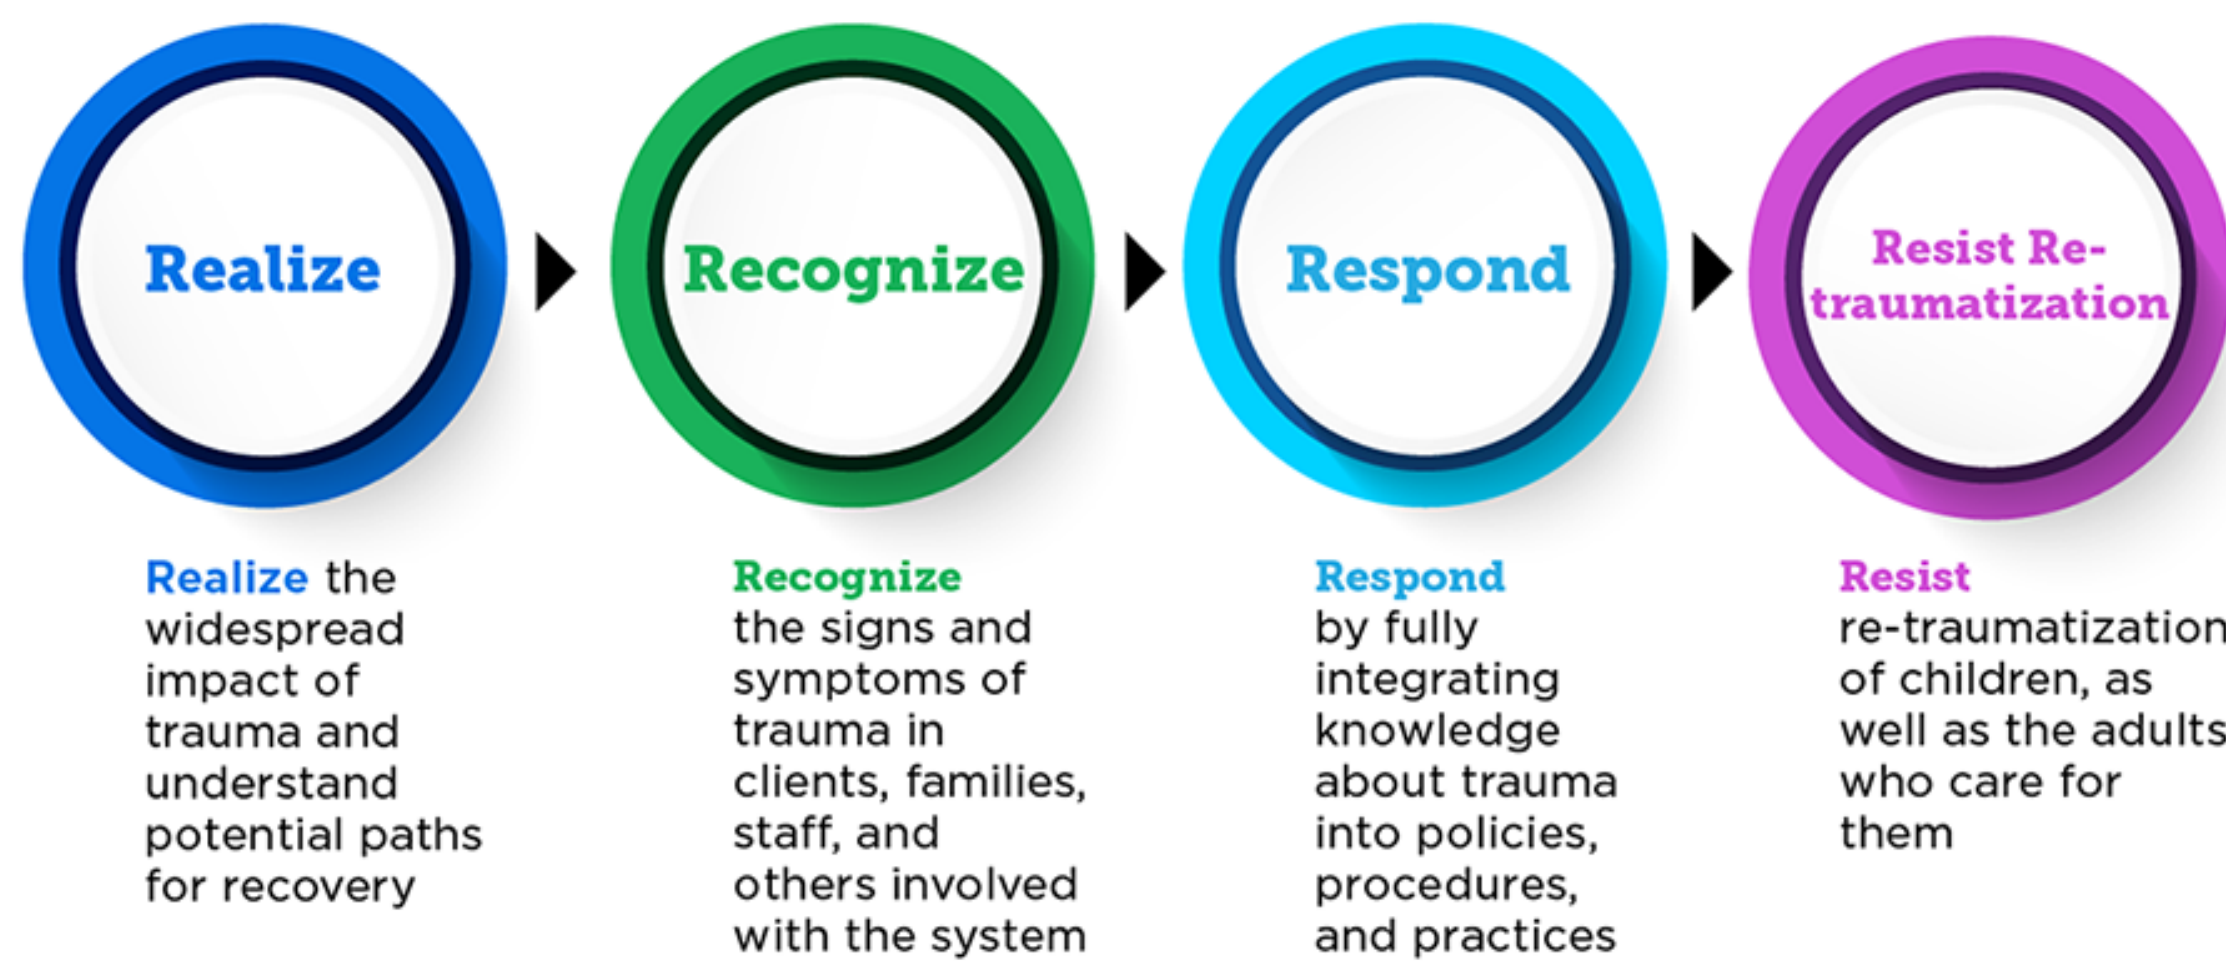 Realize
Recognize
Respond
Resist Re-
traumatization
Realize the
widespread
impact of
trauma and
understand
potential paths
for recovery
Recognize
the signs and
symptoms of
trauma in
clients, families,
staff, and
others involved
with the system
Respond
by fully
integrating
knowledge
about trauma
into policies,
procedures,
and practices
Resist
re-traumatization
of children, as
well as the adults
who care for
them